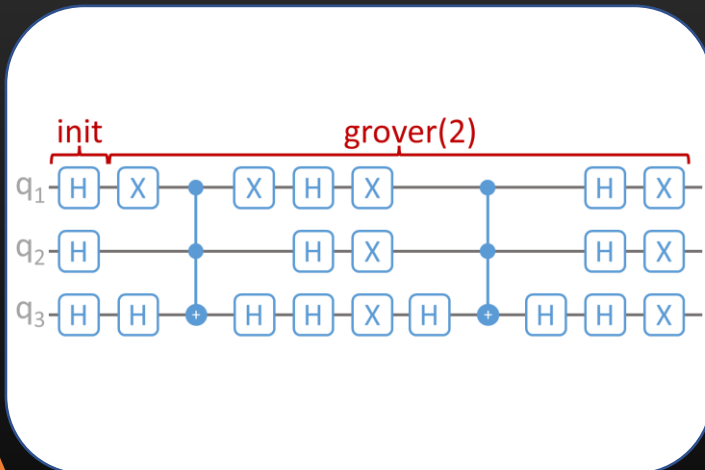 init grover(2)
q1 H X X H X H X
q2 H H X H X
q3 H H + H H X H + H H X